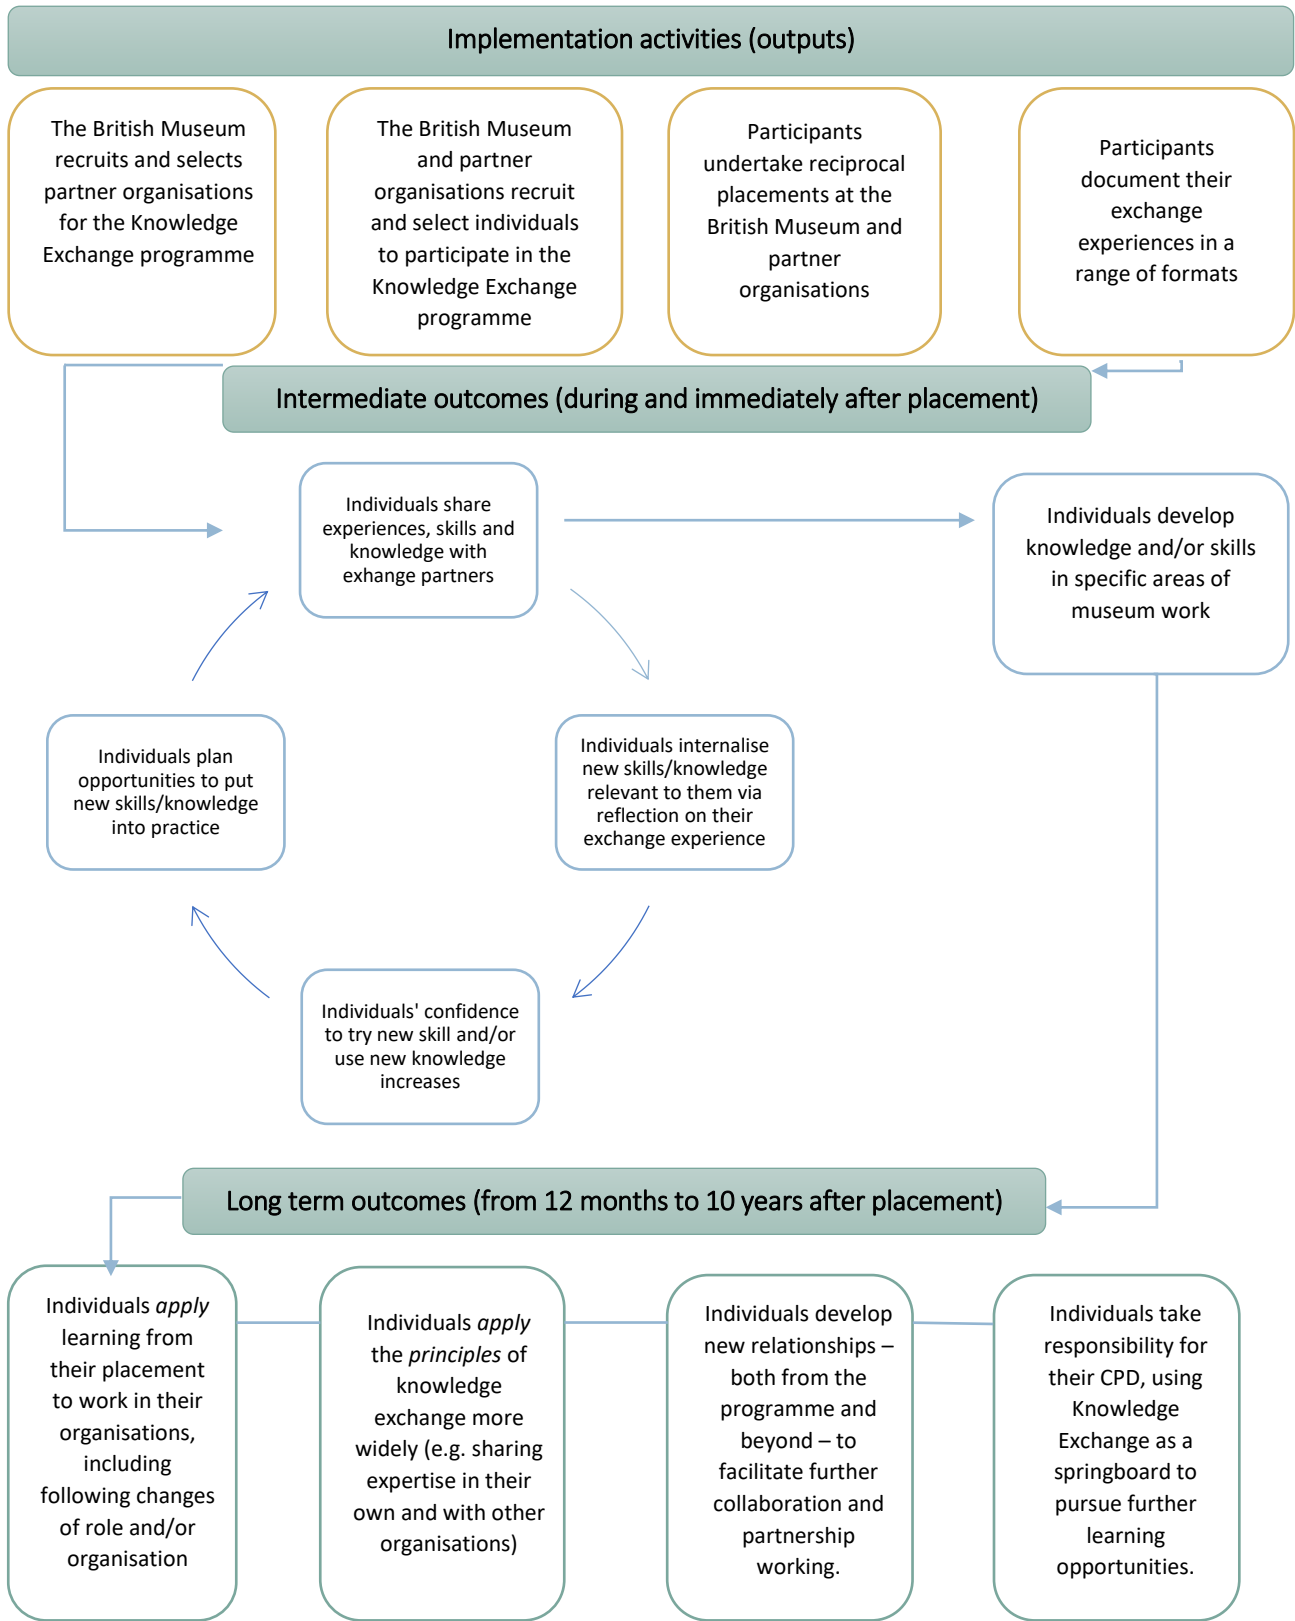 Implementation activities (outputs)
The British Museum
recruits and selects
partner organisations
for the Knowledge
Exchange programme
The British Museum
and partner
organisations recruit
and select individuals
to participate in the
Knowledge Exchange
programme
Participants
undertake reciprocal
placements at the
British Museum and
partner
organisations
Participants
document their
exchange
experiences in a
range of formats
Intermediate outcomes (during and immediately after placement)
Individuals share
experiences, skills and
knowledge with
exhange partners
Individuals develop
knowledge and/or skills
in specific areas of
museum work
Individuals plan
opportunities to put
new skills/knowledge
into practice
Individuals internalise
new skills/knowledge
relevant to them via
reflection on their
exchange experience
Individuals' confidence
to try new skill and/or
use new knowledge
increases
Long term outcomes (from 12 months to 10 years after placement)
Individuals apply
learning from
their placement
to work in their
organisations,
including
following changes
of role and/or
organisation
Individuals apply
the principles of
knowledge
exchange more
widely (e.g. sharing
expertise in their
own and with other
organisations)
Individuals develop
new relationships –
both from the
programme and
beyond – to
facilitate further
collaboration and
partnership
working.
Individuals take
responsibility for
their CPD, using
Knowledge
Exchange as a
springboard to
pursue further
learning
opportunities.